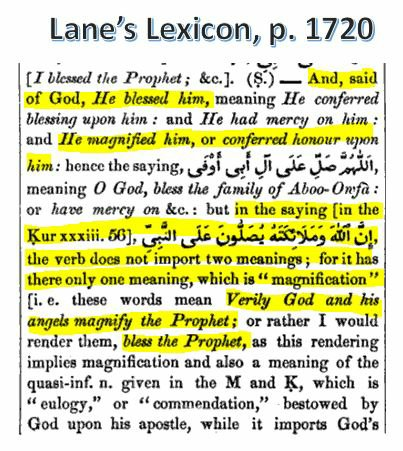 Lane's Lexicon, p. 1720
[I blessed the Prophet; &c.]. (Ṣ.) — And, said
of God, He blessed him, meaning He conferred
blessing upon him: and He had mercy on him:
and He magnified him, or conferred honour upon
him: hence the saying, اَللّٰهُمَّ صَلِّ عَلَى آلِ أَبِى أَوْفَى,
meaning O God, bless the family of Aboo-Owfà:
or have mercy on &c.: but in the saying [in the
Ḳur xxxiii. 56], إِنَّ ٱللّٰهَ وَمَلَائِكَتَهُ يُصَلُّونَ عَلَى النَّبِىِّ,
the verb does not import two meanings; for it has
there only one meaning, which is "magnification"
[i. e. these words mean Verily God and his
angels magnify the Prophet; or rather I would
render them, bless the Prophet, as this rendering
implies magnification and also a meaning of the
quasi-inf. n. given in the M and Ḳ, which is
"eulogy," or "commendation," bestowed by
God upon his apostle, while it imports God's